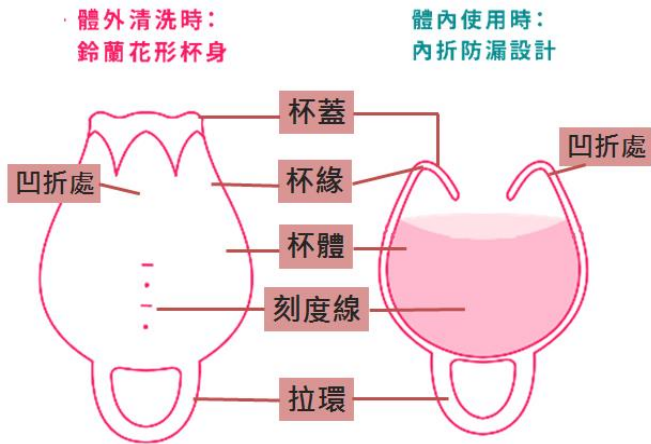 · 體外清洗時：
鈴蘭花形杯身
體內使用時：
內折防漏設計
杯蓋
凹折處
凹折處
杯緣
杯體
刻度線
拉環